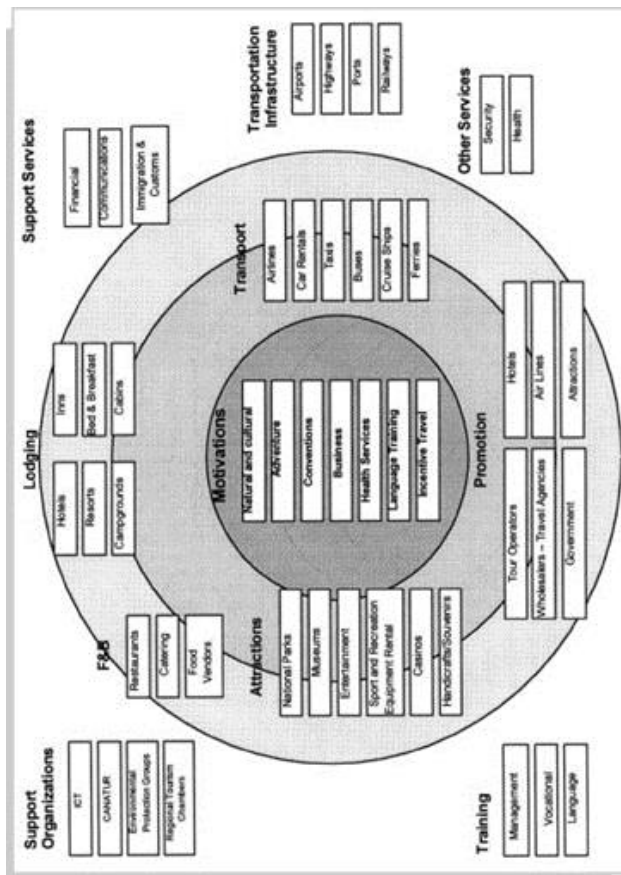 Support
Organizations
ICT
CANATUR
Environmental
Protection Groups
Regional Tourism
Chambers
F&B
Restaurants
Catering
Food
Vendors
Lodging
Hotels
Resorts
Campgrounds
Inns
Bed & Breakfast
Cabins
Support Services
Financial
Communications
Immigration &
Customs
Attractions
National Parks
Museums
Entertainment
Sport and Recreation
Equipment Rental
Casinos
Handicrafts/Souvenirs
Motivations
Natural and cultural
Adventure
Conventions
Business
Health Services
Language Training
Incentive Travel
Transport
Airlines
Car Rentals
Taxis
Buses
Cruise Ships
Ferries
Transportation
Infrastructure
Airports
Highways
Ports
Railways
Training
Management
Vocational
Language
Promotion
Tour Operators
Wholesalers – Travel Agencies
Government
Hotels
Air Lines
Attractions
Other Services
Security
Health